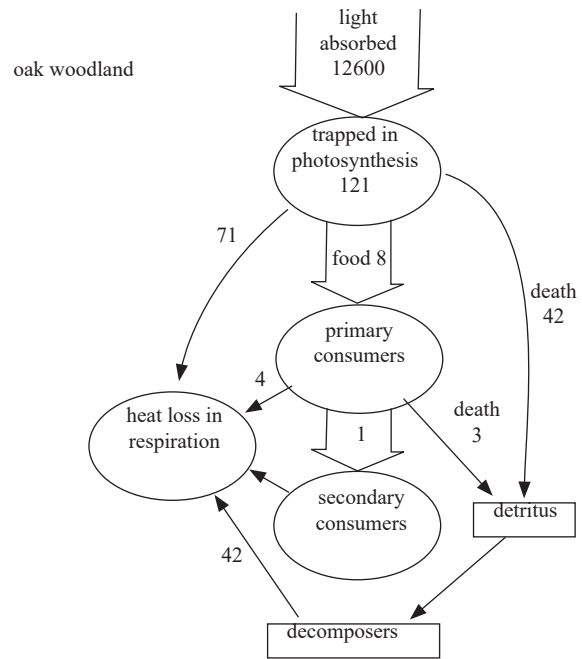 light
absorbed
12600
oak woodland
trapped in
photosynthesis
121
71
food 8
death
42
primary
consumers
4
heat loss in
respiration
1
death
3
secondary
consumers
detritus
42
decomposers